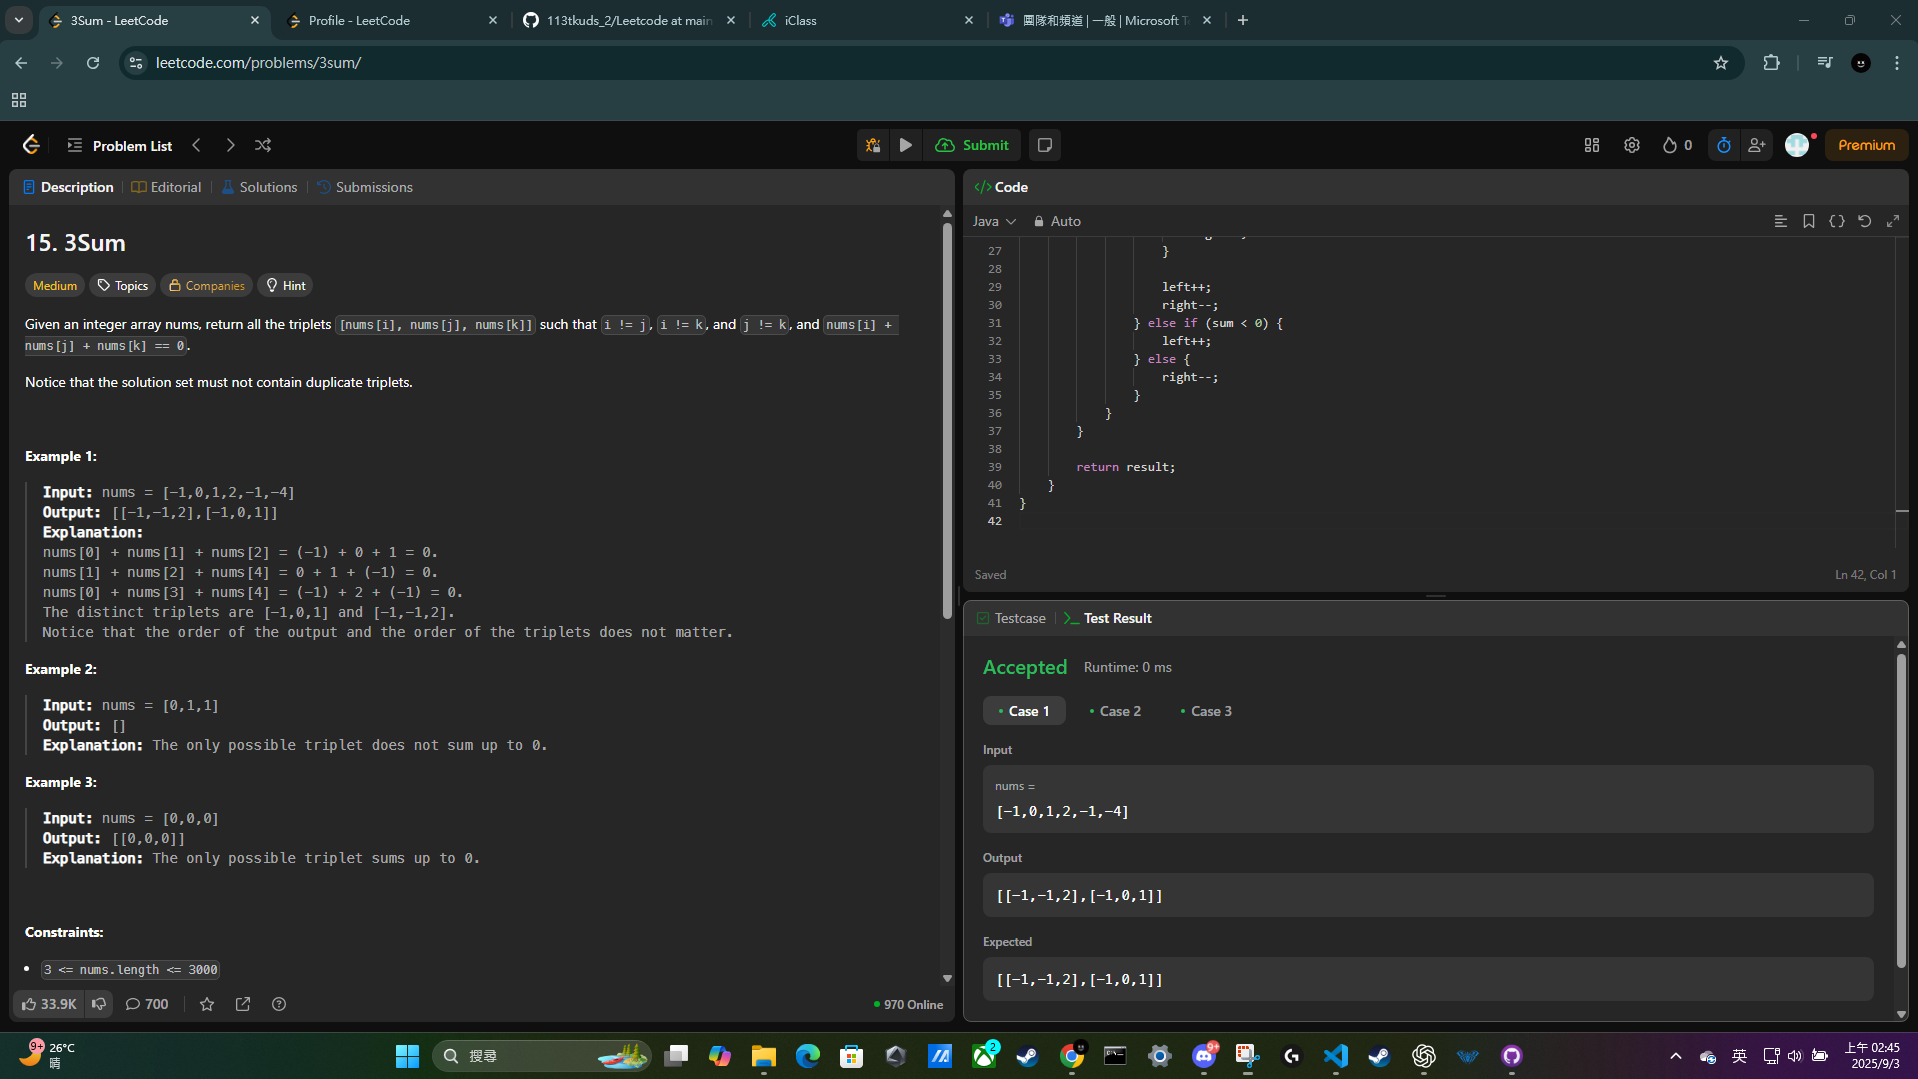 3Sum - LeetCode
Profile - LeetCode
113tkuds_2/Leetcode at main
iClass
團隊和頻道 | 一般 | Microsoft T
leetcode.com/problems/3sum/
Problem List
Submit
0
Premium
Description
Editorial
Solutions
Submissions
15. 3Sum
Medium
Topics
Companies
Hint
Given an integer array nums, return all the triplets [nums[i], nums[j], nums[k]] such that i != j, i != k, and j != k, and nums[i] +
nums[j] + nums[k] == 0.
Notice that the solution set must not contain duplicate triplets.
Example 1:
Input: nums = [-1,0,1,2,-1,-4]
Output: [[-1,-1,2],[-1,0,1]]
Explanation:
nums[0] + nums[1] + nums[2] = (-1) + 0 + 1 = 0.
nums[1] + nums[2] + nums[4] = 0 + 1 + (-1) = 0.
nums[0] + nums[3] + nums[4] = (-1) + 2 + (-1) = 0.
The distinct triplets are [-1,0,1] and [-1,-1,2].
Notice that the order of the output and the order of the triplets does not matter.
Example 2:
Input: nums = [0,1,1]
Output: []
Explanation: The only possible triplet does not sum up to 0.
Example 3:
Input: nums = [0,0,0]
Output: [[0,0,0]]
Explanation: The only possible triplet sums up to 0.
Constraints:
3 <= nums.length <= 3000
33.9K
700
970 Online
Code
Java
Auto
27 }
28
29 left++;
30 right--;
31 } else if (sum < 0) {
32 left++;
33 } else {
34 right--;
35 }
36 }
37 }
38
39 return result;
40 }
41 }
42
Saved
Ln 42, Col 1
Testcase
Test Result
Accepted
Runtime: 0 ms
Case 1
Case 2
Case 3
Input
nums =
[-1,0,1,2,-1,-4]
Output
[[-1,-1,2],[-1,0,1]]
Expected
[[-1,-1,2],[-1,0,1]]
9+
26°C
晴
搜尋
2
9+
英
上午 02:45
2025/9/3